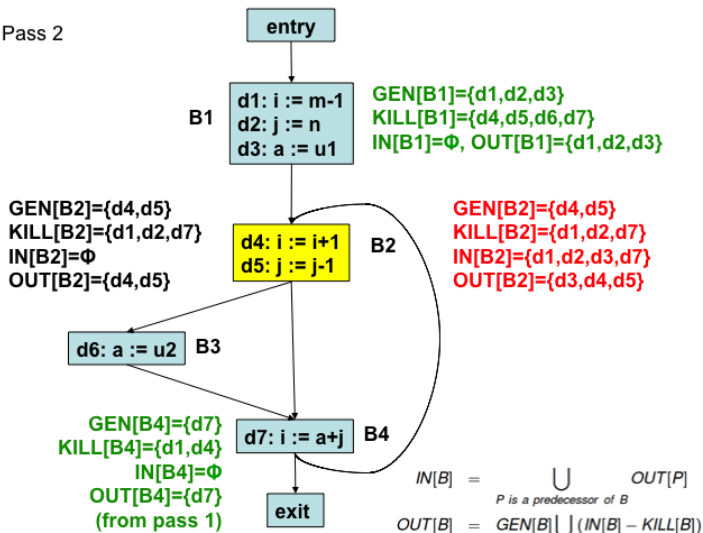 Pass 2
entry
B1
d1: i := m-1
d2: j := n
d3: a := u1
GEN[B1]={d1,d2,d3}
KILL[B1]={d4,d5,d6,d7}
IN[B1]=Φ, OUT[B1]={d1,d2,d3}
GEN[B2]={d4,d5}
KILL[B2]={d1,d2,d7}
IN[B2]=Φ
OUT[B2]={d4,d5}
d4: i := i+1
d5: j := j-1
B2
GEN[B2]={d4,d5}
KILL[B2]={d1,d2,d7}
IN[B2]={d1,d2,d3,d7}
OUT[B2]={d3,d4,d5}
d6: a := u2
B3
GEN[B4]={d7}
KILL[B4]={d1,d4}
IN[B4]=Φ
OUT[B4]={d7}
(from pass 1)
d7: i := a+j
B4
exit
IN[B] = ⋃ OUT[P]
P is a predecessor of B
OUT[B] = GEN[B] ⋃ (IN[B] − KILL[B])